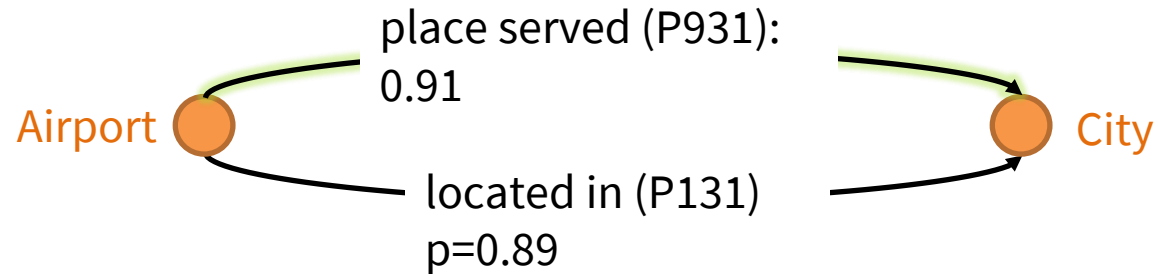 place served (P931):
0.91
Airport
City
located in (P131)
p=0.89